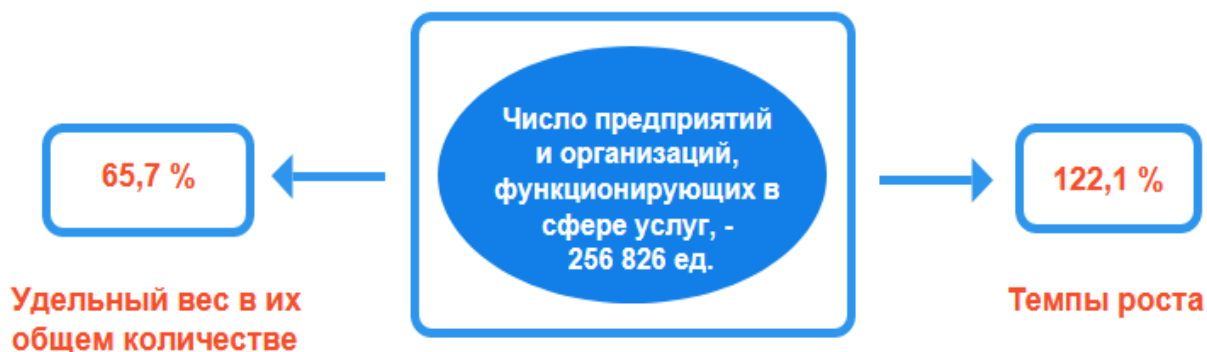 65,7 %
Удельный вес в их
общем количестве
Число предприятий
и организаций,
функционирующих в
сфере услуг, -
256 826 ед.
122,1 %
Темпы роста